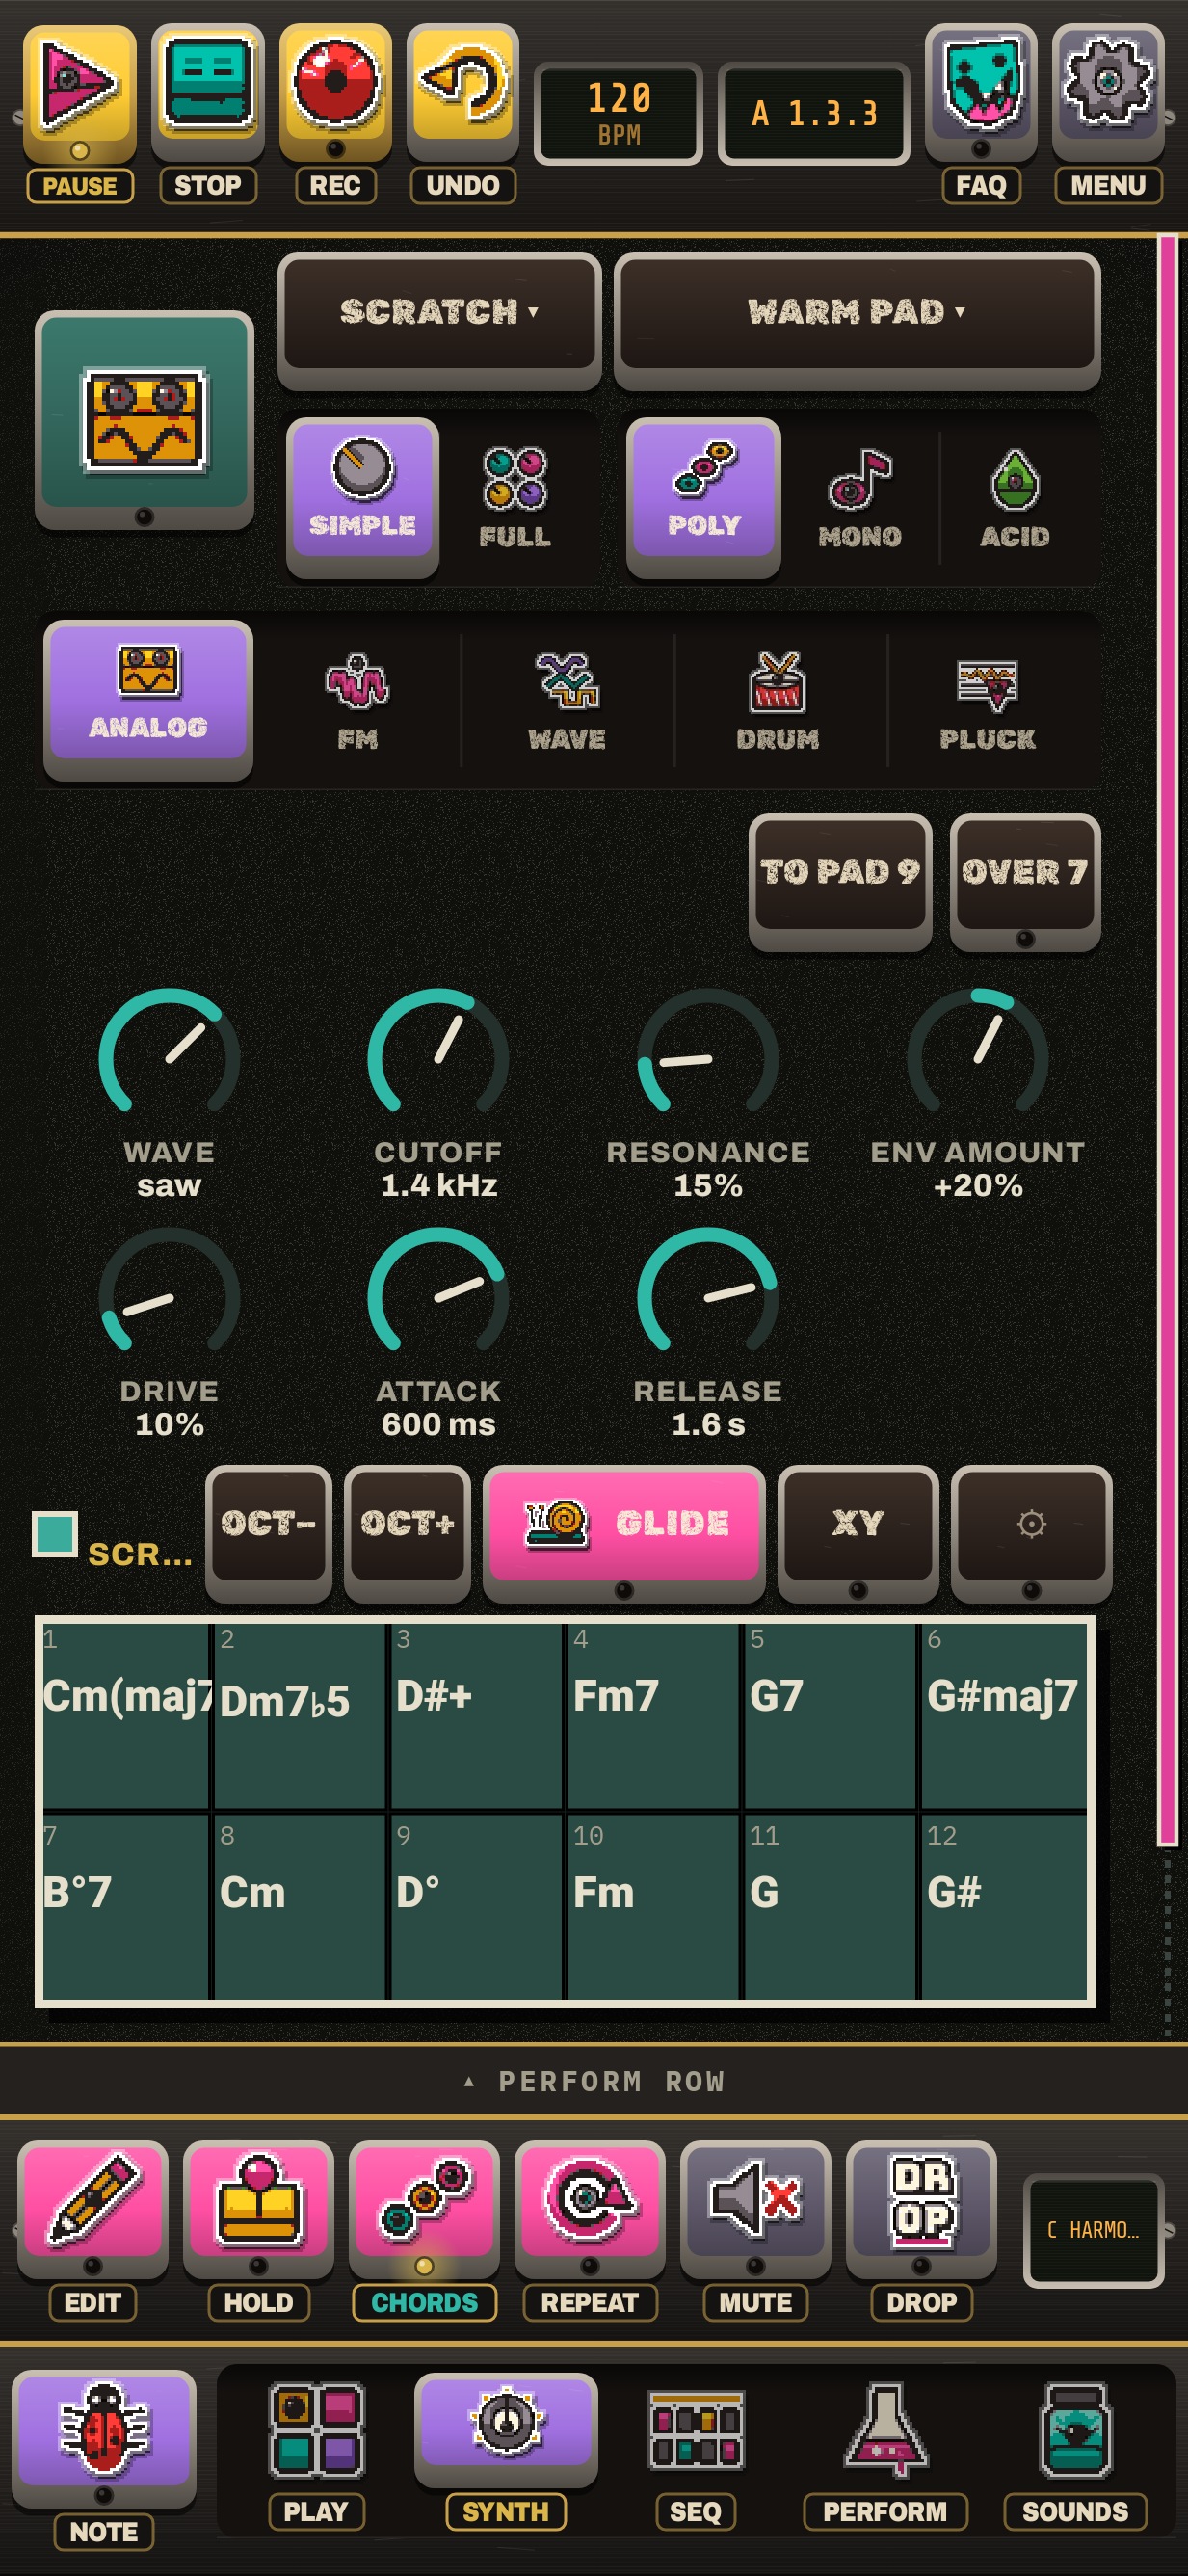 120
BPM
A 1.3.3
PAUSE
STOP
REC
UNDO
FAQ
MENU
SCRATCH ▾
WARM PAD ▾
SIMPLE
FULL
POLY
MONO
ACID
ANALOG
FM
WAVE
DRUM
PLUCK
TO PAD 9
OVER 7
WAVE
saw
CUTOFF
1.4 kHz
RESONANCE
15%
ENV AMOUNT
+20%
DRIVE
10%
ATTACK
600 ms
RELEASE
1.6 s
SCR...
OCT-
OCT+
GLIDE
XY
1
Cm(maj7
2
Dm7♭5
3
D#+
4
Fm7
5
G7
6
G#maj7
7
B°7
8
Cm
9
D°
10
Fm
11
G
12
G#
▴ PERFORM ROW
DROP
C HARMO...
EDIT
HOLD
CHORDS
REPEAT
MUTE
DROP
NOTE
PLAY
SYNTH
SEQ
PERFORM
SOUNDS